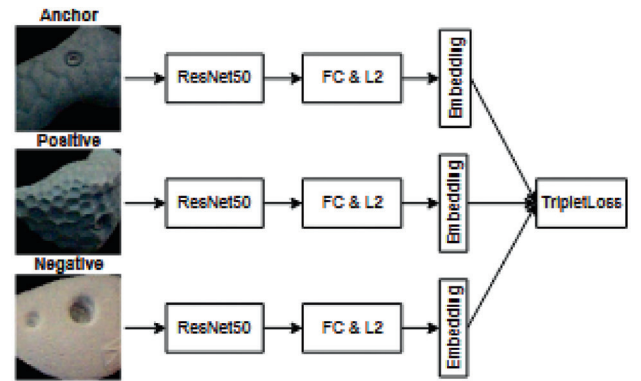 Anchor
ResNet50
FC & L2
Embedding
Positive
ResNet50
FC & L2
Embedding
TripletLoss
Negative
ResNet50
FC & L2
Embedding